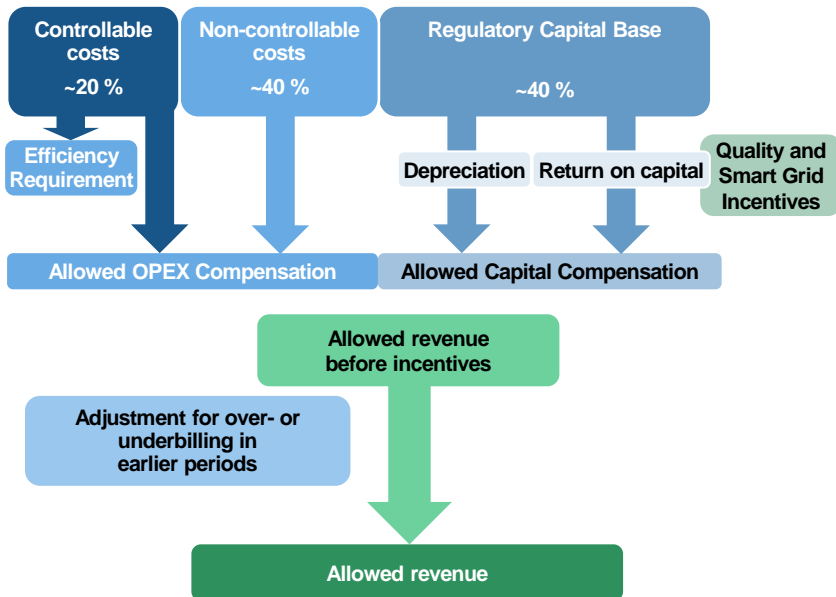 Controllable
costs
~20 %
Non-controllable
costs
~40 %
Regulatory Capital Base
~40 %
Efficiency
Requirement
Depreciation
Return on capital
Quality and
Smart Grid
Incentives
Allowed OPEX Compensation
Allowed Capital Compensation
Allowed revenue
before incentives
Adjustment for over- or
underbilling in
earlier periods
Allowed revenue